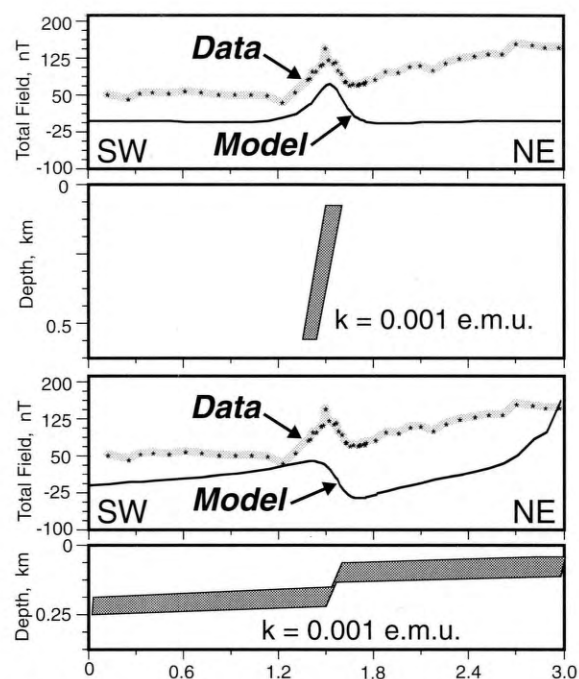 Total Field, nT
200
125
50
-25
-100
Data
Model
SW
NE
Depth, km
0
0.5
k = 0.001 e.m.u.
Total Field, nT
200
125
50
-25
-100
Data
Model
SW
NE
Depth, km
0
0.25
k = 0.001 e.m.u.
0
0.6
1.2
1.8
2.4
3.0